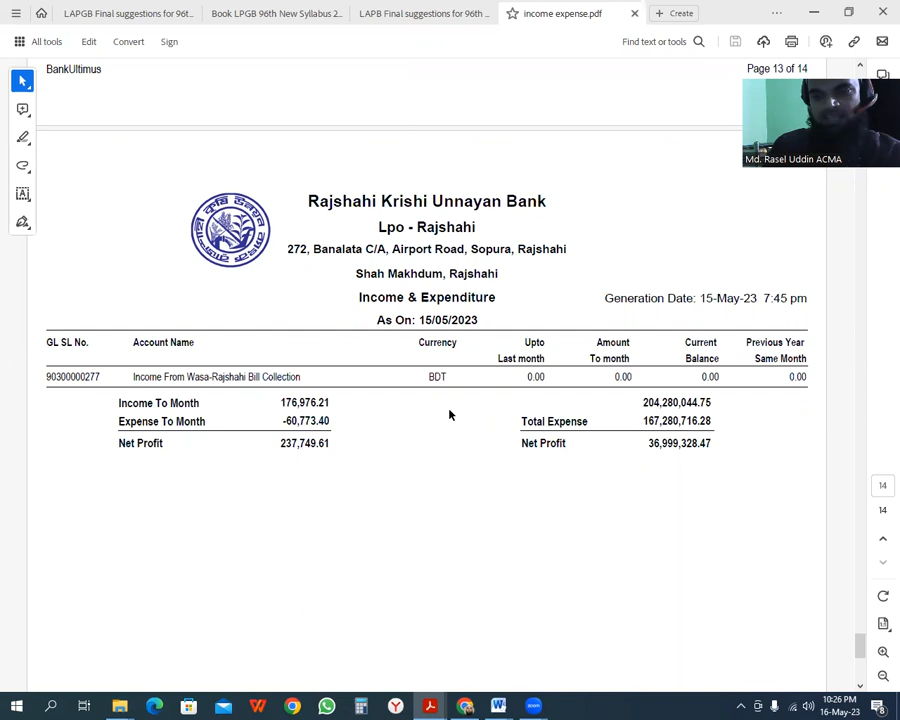 LAPGB Final suggestions for 96t...
Book LPGB 96th New Syllabus 2...
LAPB Final suggestions for 96th ...
income expense.pdf
Create
All tools
Edit
Convert
Sign
Find text or tools
BankUltimus
Page 13 of 14
Md. Rasel Uddin ACMA
Rajshahi Krishi Unnayan Bank
Lpo - Rajshahi
272, Banalata C/A, Airport Road, Sopura, Rajshahi
Shah Makhdum, Rajshahi
Income & Expenditure
Generation Date: 15-May-23 7:45 pm
As On: 15/05/2023
GL SL No. Account Name Currency Upto Amount Current Previous Year
Last month To month Balance Same Month
90300000277 Income From Wasa-Rajshahi Bill Collection BDT 0.00 0.00 0.00 0.00
Income To Month 176,976.21 204,280,044.75
Expense To Month -60,773.40 Total Expense 167,280,716.28
Net Profit 237,749.61 Net Profit 36,999,328.47
14
14
10:26 PM
16-May-23
8